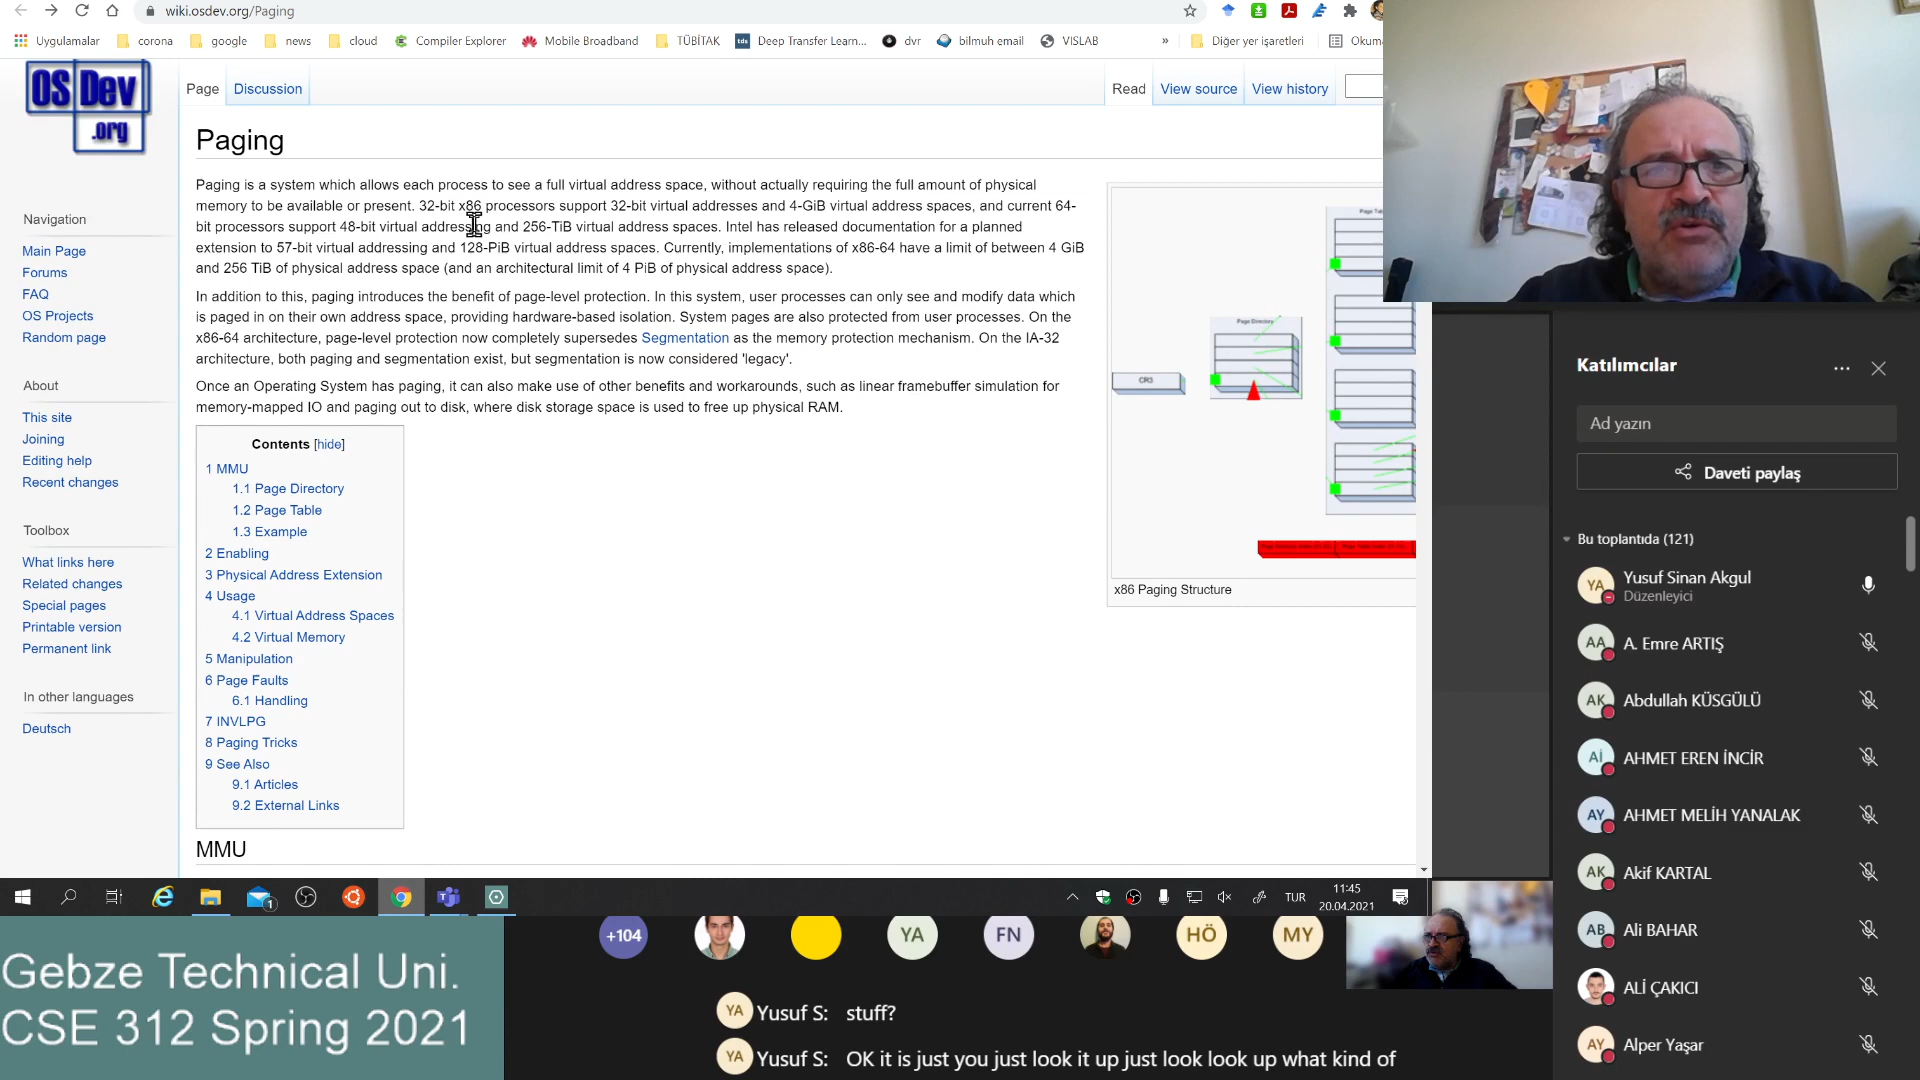 wiki.osdev.org/Paging
Uygulamalar corona google news cloud Compiler Explorer Mobile Broadband TÜBİTAK Deep Transfer Learn... dvr bilmuh email VISLAB » Diğer yer işaretleri Okum
OS Dev
.org
Page Discussion Read View source View history
Paging
Paging is a system which allows each process to see a full virtual address space, without actually requiring the full amount of physical
memory to be available or present. 32-bit x86 processors support 32-bit virtual addresses and 4-GiB virtual address spaces, and current 64-
bit processors support 48-bit virtual addressing and 256-TiB virtual address spaces. Intel has released documentation for a planned
extension to 57-bit virtual addressing and 128-PiB virtual address spaces. Currently, implementations of x86-64 have a limit of between 4 GiB
and 256 TiB of physical address space (and an architectural limit of 4 PiB of physical address space).
In addition to this, paging introduces the benefit of page-level protection. In this system, user processes can only see and modify data which
is paged in on their own address space, providing hardware-based isolation. System pages are also protected from user processes. On the
x86-64 architecture, page-level protection now completely supersedes Segmentation as the memory protection mechanism. On the IA-32
architecture, both paging and segmentation exist, but segmentation is now considered 'legacy'.
Once an Operating System has paging, it can also make use of other benefits and workarounds, such as linear framebuffer simulation for
memory-mapped IO and paging out to disk, where disk storage space is used to free up physical RAM.
Contents [hide]
1 MMU
1.1 Page Directory
1.2 Page Table
1.3 Example
2 Enabling
3 Physical Address Extension
4 Usage
4.1 Virtual Address Spaces
4.2 Virtual Memory
5 Manipulation
6 Page Faults
6.1 Handling
7 INVLPG
8 Paging Tricks
9 See Also
9.1 Articles
9.2 External Links
MMU
Navigation
Main Page
Forums
FAQ
OS Projects
Random page
About
This site
Joining
Editing help
Recent changes
Toolbox
What links here
Related changes
Special pages
Printable version
Permanent link
In other languages
Deutsch
CR3
Page Directory
x86 Paging Structure
Katılımcılar
Ad yazın
Daveti paylaş
Bu toplantıda (121)
YA Yusuf Sinan Akgul
Düzenleyici
AA A. Emre ARTIŞ
AK Abdullah KÜSGÜLÜ
Aİ AHMET EREN İNCİR
AY AHMET MELİH YANALAK
AK Akif KARTAL
AB Ali BAHAR
ALİ ÇAKICI
AY Alper Yaşar
1 TUR 11:45
20.04.2021
+104 YA FN HÖ MY
Gebze Technical Uni.
CSE 312 Spring 2021
YA Yusuf S: stuff?
YA Yusuf S: OK it is just you just look it up just look look up what kind of